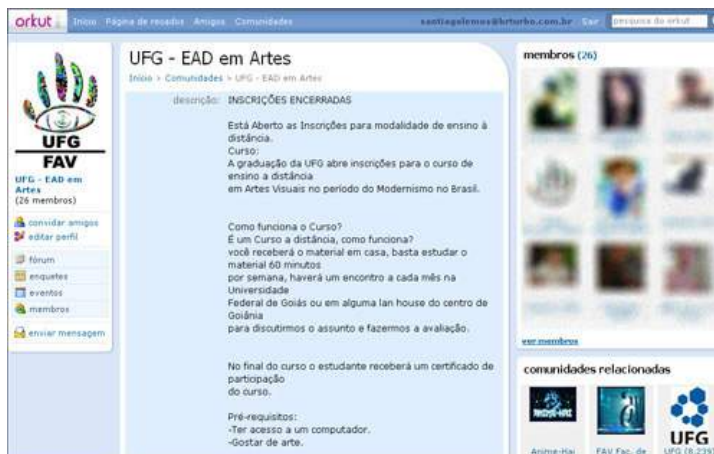 orkut Início Página de recados Amigos Comunidades santiagolemos@brturbo.com.br Sair pesquisa do orkut
UFG
FAV
UFG - EAD em
Artes
(26 membros)
convidar amigos
editar perfil
fórum
enquetes
eventos
membros
enviar mensagem
UFG - EAD em Artes
Início > Comunidades > UFG - EAD em Artes
descrição: INSCRIÇÕES ENCERRADAS
Está Aberto as Inscrições para modalidade de ensino à
distância.
Curso:
A graduação da UFG abre inscrições para o curso de
ensino a distância
em Artes Visuais no período do Modernismo no Brasil.
Como funciona o Curso?
É um Curso a distância, como funciona?
você receberá o material em casa, basta estudar o
material 60 minutos
por semana, haverá um encontro a cada mês na
Universidade
Federal de Goiás ou em alguma lan house do centro de
Goiânia
para discutirmos o assunto e fazermos a avaliação.
No final do curso o estudante receberá um certificado de
participação
do curso.
Pré-requisitos:
-Ter acesso a um computador.
-Gostar de arte.
membros (26)
ver membros
comunidades relacionadas
ANIME-HAI
UFG
Anime-Hai
FAV Fac. de
UFG (8.239)